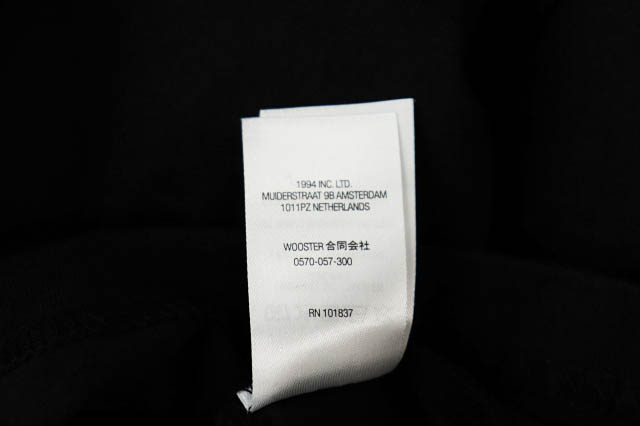 1994 INC. LTD.
MUIDERSTRAAT 9B AMSTERDAM
1011PZ NETHERLANDS
WOOSTER 合同会社
0570-057-300
RN 101837